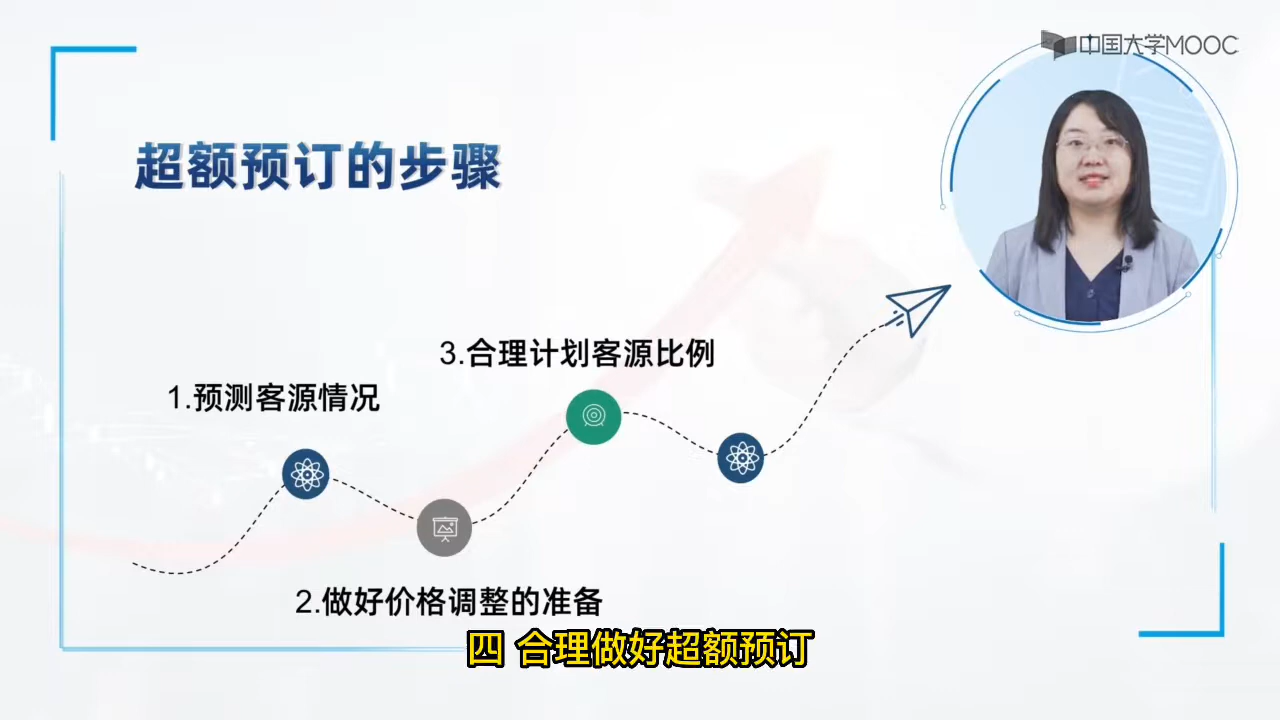 中国大学MOOC
超额预订的步骤
3.合理计划客源比例
1.预测客源情况
2.做好价格调整的准备
四 合理做好超额预订